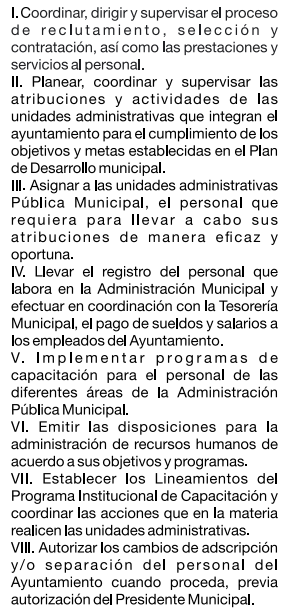 I. Coordinar, dirigir y supervisar el proceso
de reclutamiento, selección y
contratación, así como las prestaciones y
servicios al personal.
II. Planear, coordinar y supervisar las
atribuciones y actividades de las
unidades administrativas que integran el
ayuntamiento para el cumplimiento de los
objetivos y metas establecidas en el Plan
de Desarrollo municipal.
III. Asignar a las unidades administrativas
Pública Municipal, el personal que
requiera para llevar a cabo sus
atribuciones de manera eficaz y
oportuna.
IV. Llevar el registro del personal que
labora en la Administración Municipal y
efectuar en coordinación con la Tesorería
Municipal, el pago de sueldos y salarios a
los empleados del Ayuntamiento.
V. Implementar programas de
capacitación para el personal de las
diferentes áreas de la Administración
Pública Municipal.
VI. Emitir las disposiciones para la
administración de recursos humanos de
acuerdo a sus objetivos y programas.
VII. Establecer los Lineamientos del
Programa Institucional de Capacitación y
coordinar las acciones que en la materia
realicen las unidades administrativas.
VIII. Autorizar los cambios de adscripción
y/o separación del personal del
Ayuntamiento cuando proceda, previa
autorización del Presidente Municipal.